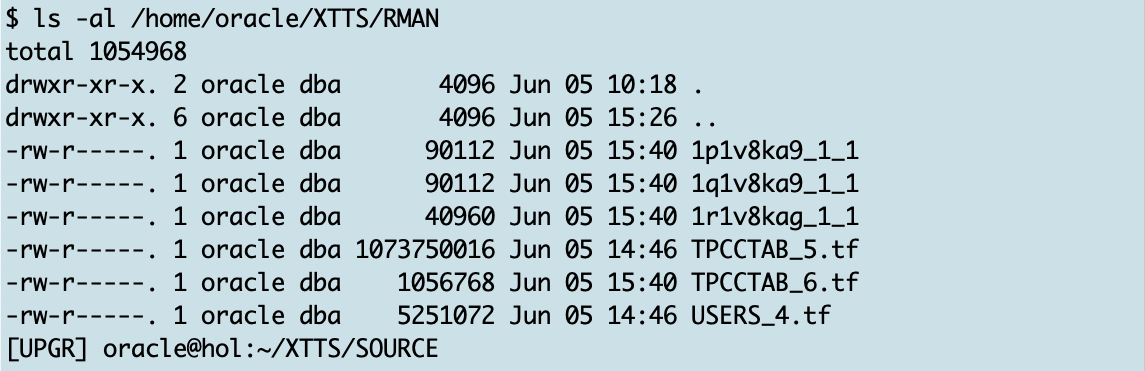 $ ls -al /home/oracle/XTTS/RMAN
total 1054968
drwxr-xr-x. 2 oracle dba       4096 Jun 05 10:18 .
drwxr-xr-x. 6 oracle dba       4096 Jun 05 15:26 ..
-rw-r-----. 1 oracle dba      90112 Jun 05 15:40 1p1v8ka9_1_1
-rw-r-----. 1 oracle dba      90112 Jun 05 15:40 1q1v8ka9_1_1
-rw-r-----. 1 oracle dba      40960 Jun 05 15:40 1r1v8kag_1_1
-rw-r-----. 1 oracle dba 1073750016 Jun 05 14:46 TPCCTAB_5.tf
-rw-r-----. 1 oracle dba    1056768 Jun 05 15:40 TPCCTAB_6.tf
-rw-r-----. 1 oracle dba    5251072 Jun 05 14:46 USERS_4.tf
[UPGR] oracle@hol:~/XTTS/SOURCE